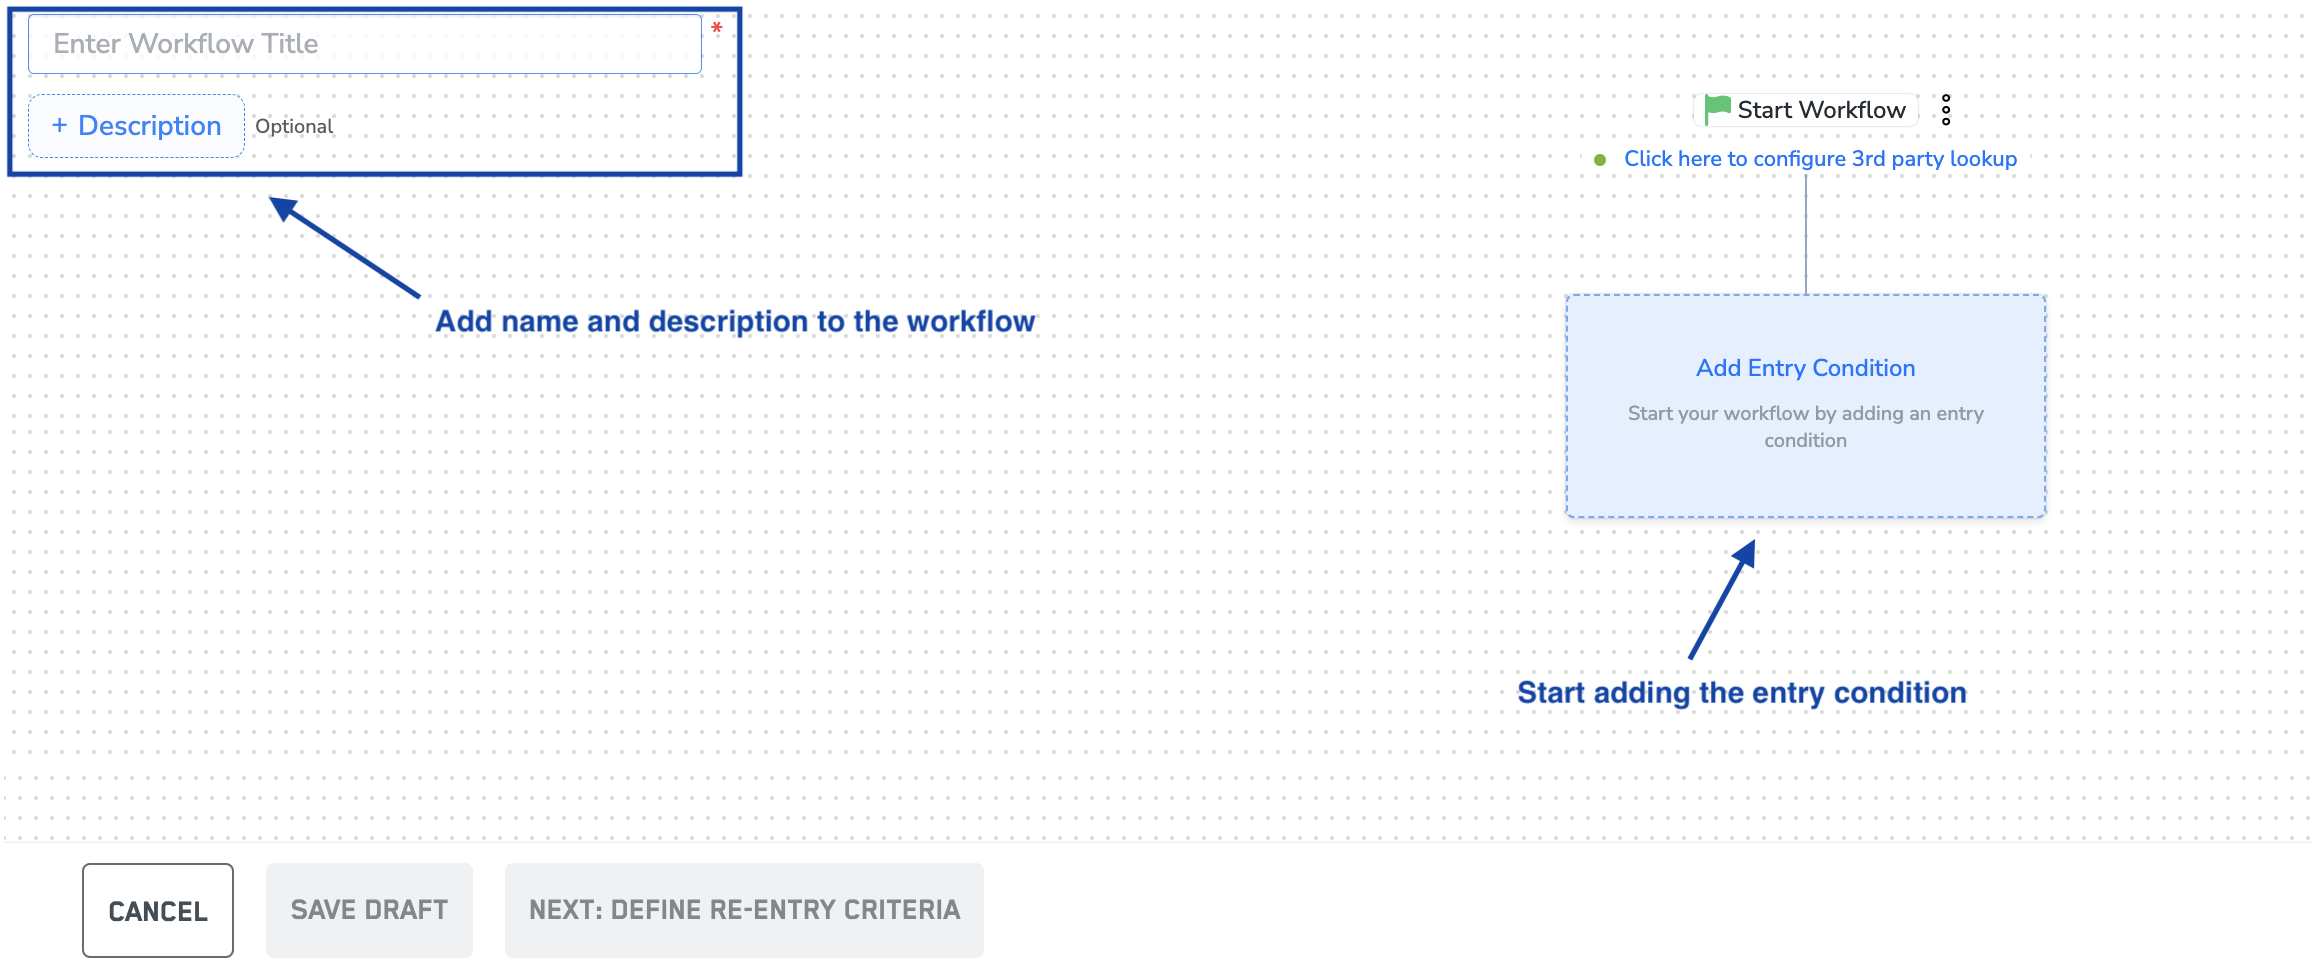 Enter Workflow Title
*
+ Description
Optional
Add name and description to the workflow
Start Workflow
Click here to configure 3rd party lookup
Add Entry Condition
Start your workflow by adding an entry
condition
Start adding the entry condition
CANCEL
SAVE DRAFT
NEXT: DEFINE RE-ENTRY CRITERIA